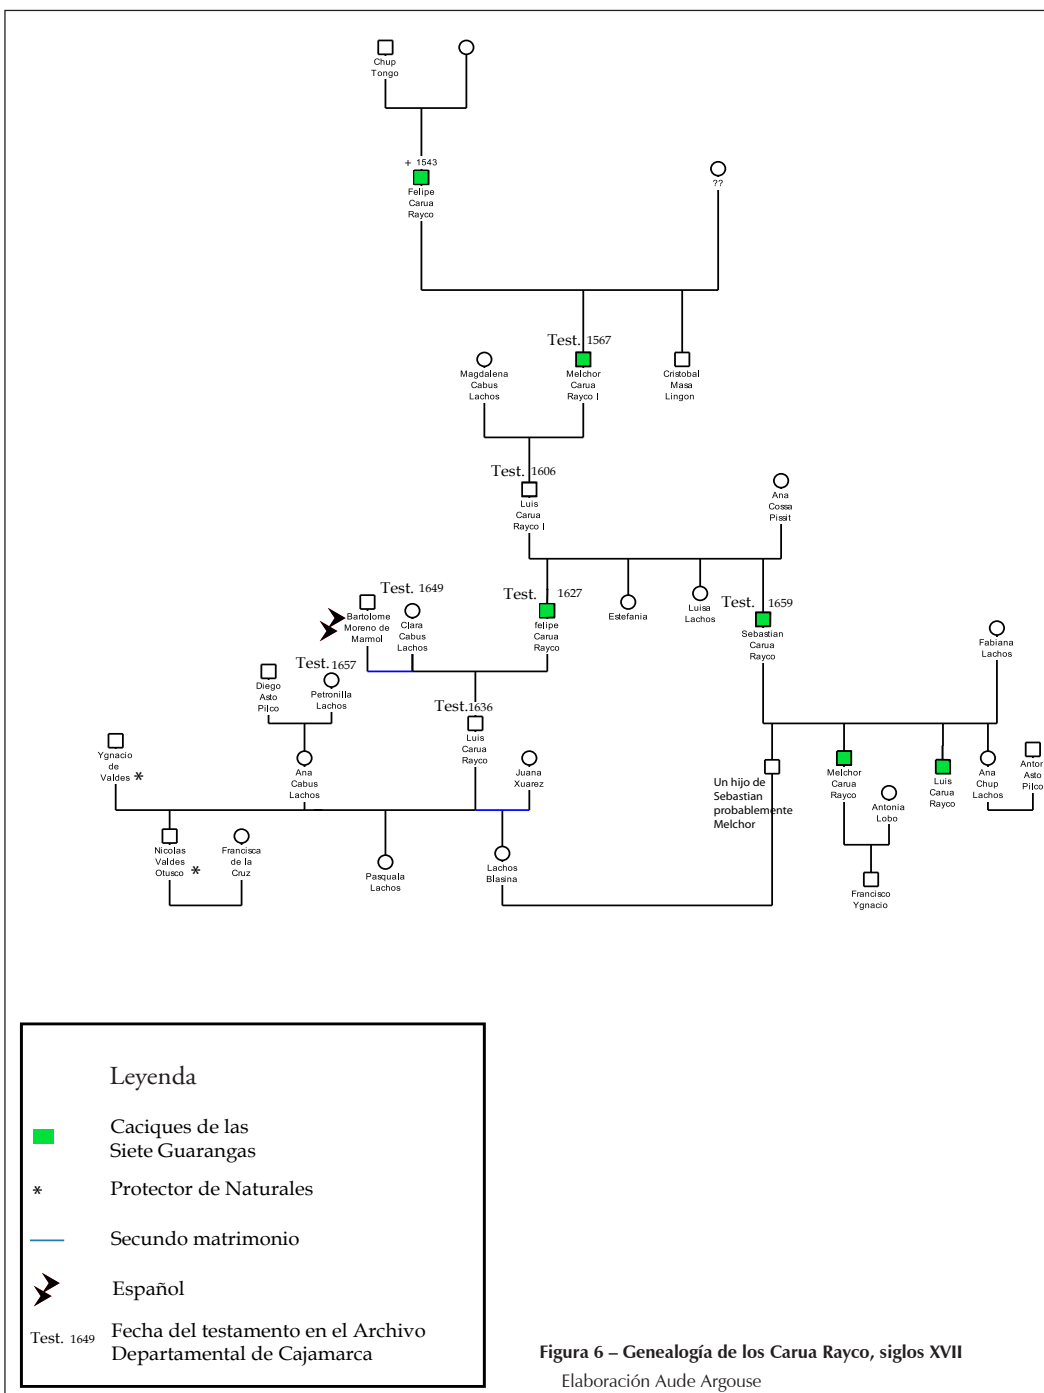 Chup
Tongo
+ 1543
Felipe
Carua
Rayco
??
Test. 1567
Magdalena
Cabus
Lachos
Melchor
Carua
Rayco I
Cristobal
Masa
Lingon
Test. 1606
Luis
Carua
Rayco I
Ana
Cossa
Pissit
Test. 1649
Bartolome
Moreno de
Marmol
Clara
Cabus
Lachos
Test. 1627
felipe
Carua
Rayco
Estefania
Luisa
Lachos
Test. 1659
Sebastian
Carua
Rayco
Fabiana
Lachos
Diego
Asto
Pilco
Test. 1657
Petronilla
Lachos
Test.1636
Luis
Carua
Rayco
Ygnacio
de
Valdes *
Ana
Cabus
Lachos
Juana
Xuarez
Un hijo de
Sebastian
probablemente
Melchor
Melchor
Carua
Rayco
Antonia
Lobo
Luis
Carua
Rayco
Ana
Chup
Lachos
Anton
Asto
Pilco
Nicolas
Valdes
Otusco *
Francisca
de la
Cruz
Pasquala
Lachos
Lachos
Blasina
Francisco
Ygnacio
Leyenda
Caciques de las
Siete Guarangas
* Protector de Naturales
Secundo matrimonio
Español
Test. 1649 Fecha del testamento en el Archivo
Departamental de Cajamarca
Figura 6 – Genealogía de los Carua Rayco, siglos XVII
Elaboración Aude Argouse